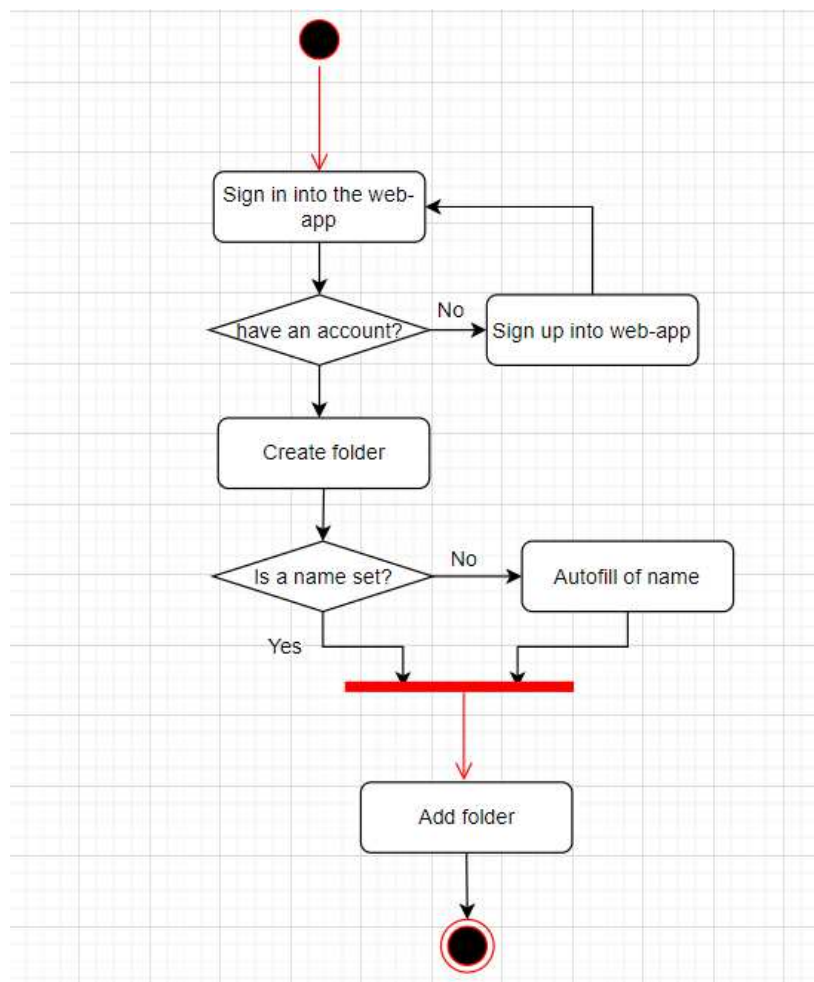 Sign in into the web-
app
have an account?
No
Sign up into web-app
Create folder
Is a name set?
No
Autofill of name
Yes
Add folder